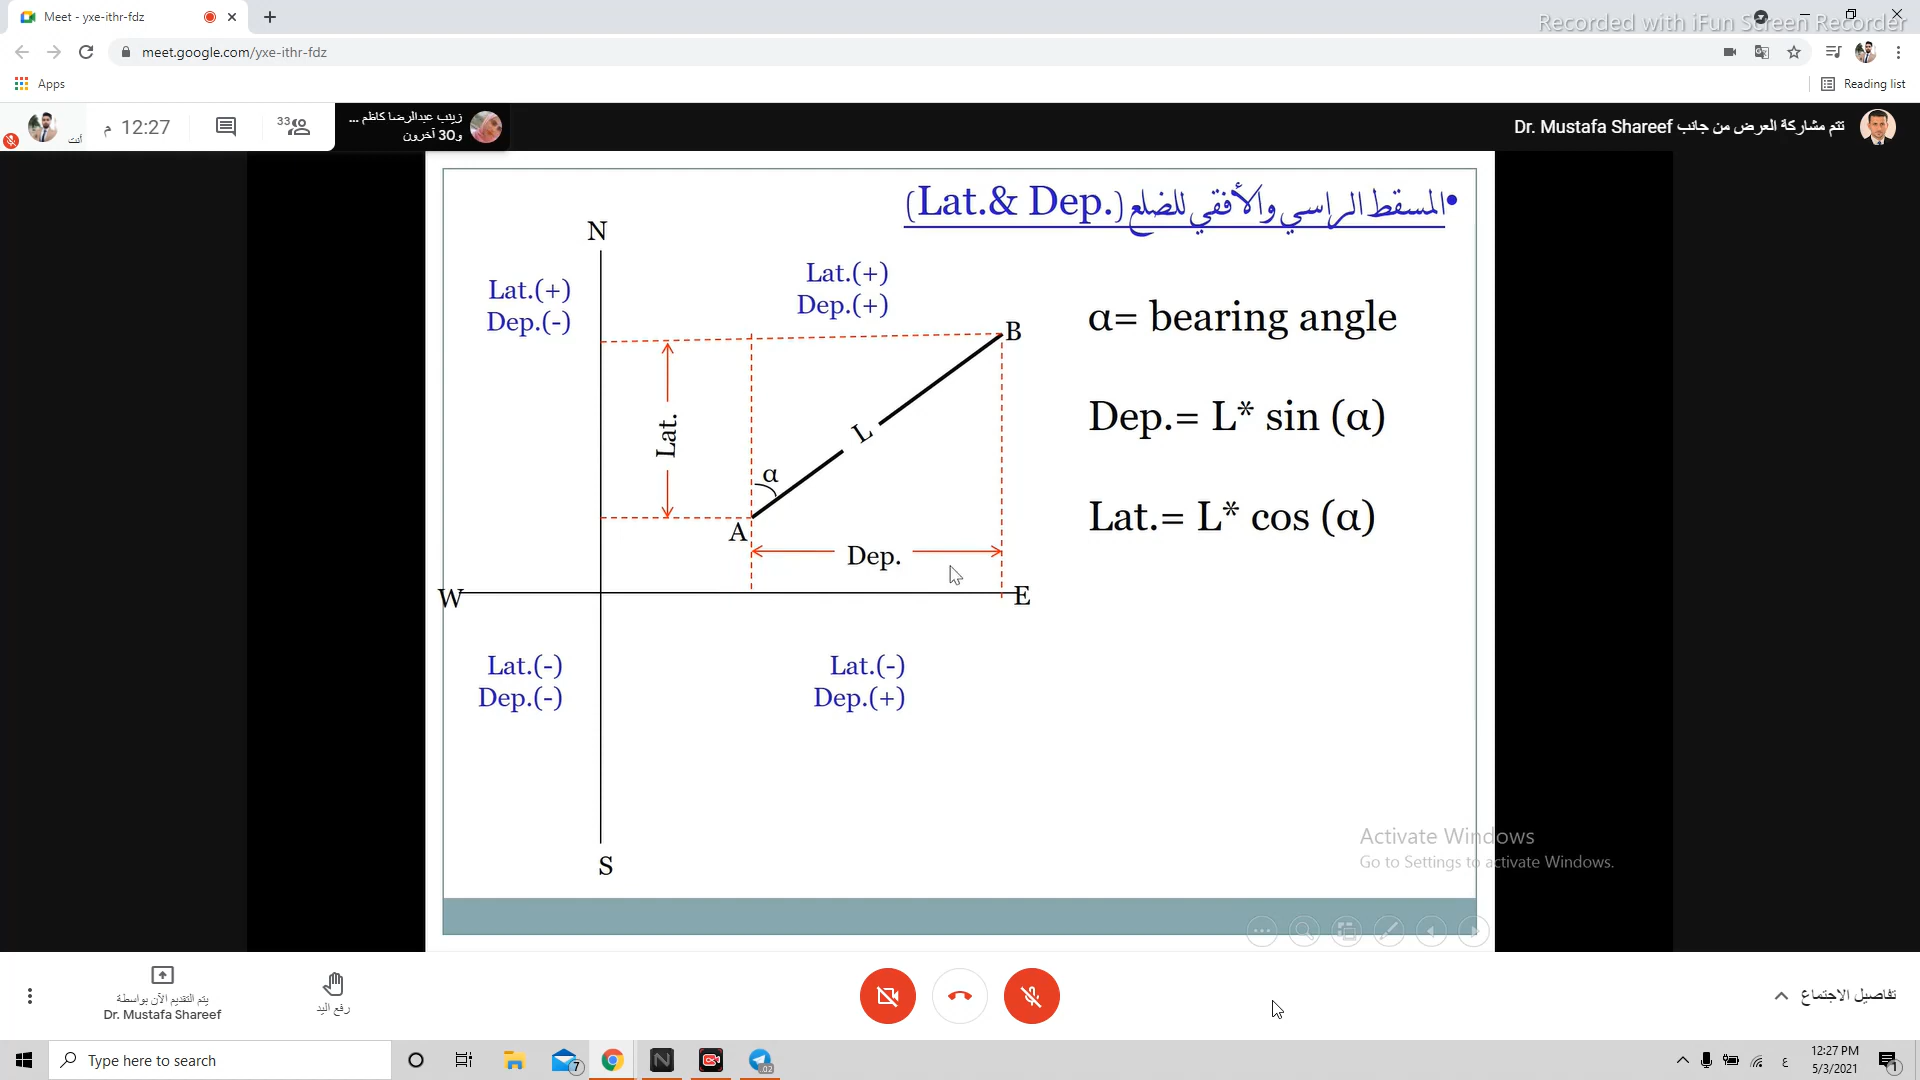 Meet - yxe-ithr-fdz
Recorded with iFun Screen Recorder
meet.google.com/yxe-ithr-fdz
Apps
Reading list
أنت
12:27 م
33
زينب عبدالرضا كاظم ...
و30 آخرون
تتم مشاركة العرض من جانب Dr. Mustafa Shareef
•المسقط الراسي والأفقي للضلع (Lat.& Dep.)
N
Lat.(+)
Dep.(-)
Lat.(+)
Dep.(+)
B
α= bearing angle
Lat.
L
Dep.= L* sin (α)
α
A
Lat.= L* cos (α)
Dep.
W
E
Lat.(-)
Dep.(-)
Lat.(-)
Dep.(+)
S
Activate Windows
Go to Settings to activate Windows.
يتم التقديم الآن بواسطة
Dr. Mustafa Shareef
رفع اليد
تفاصيل الاجتماع
Type here to search
7
N
02
ع
12:27 PM
5/3/2021
1